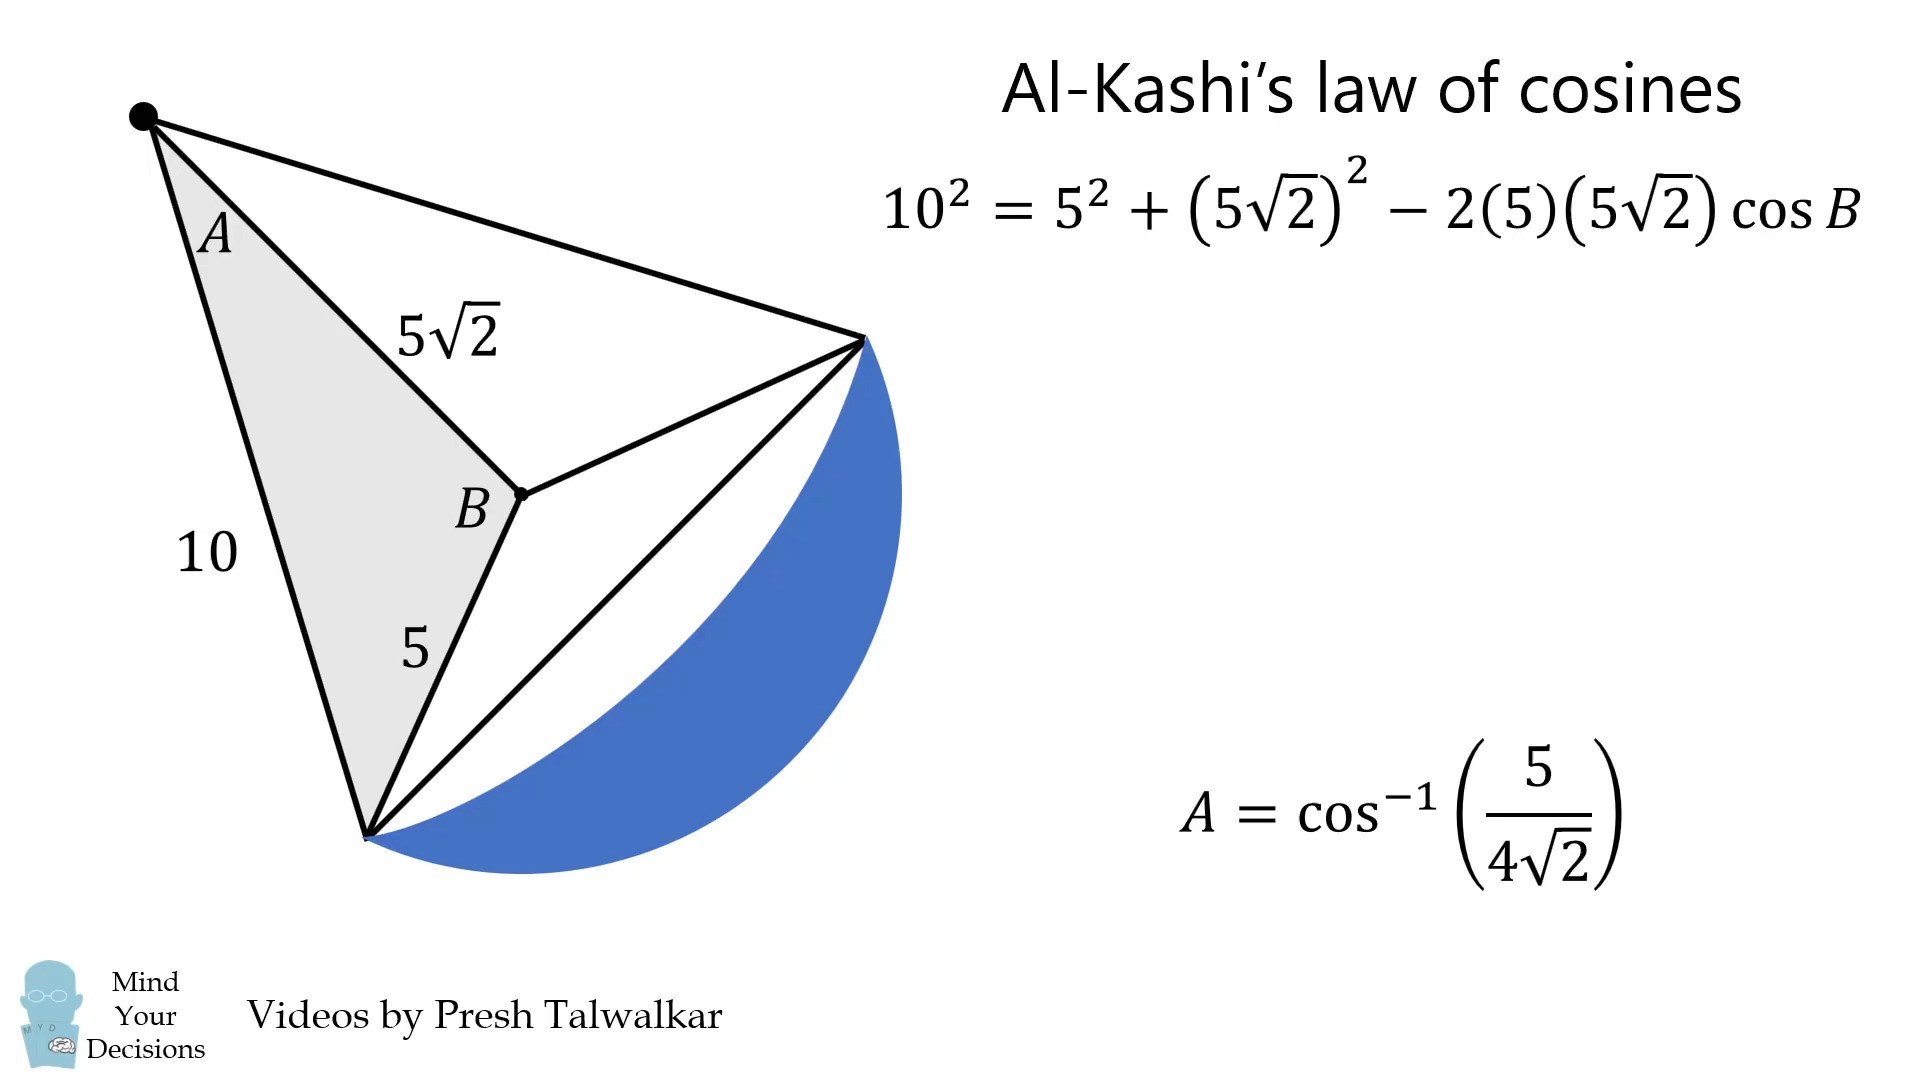 Al-Kashi’s law of cosines
10² = 5² + (5√2)² − 2(5)(5√2) cos B
A
5√2
B
10
5
A = cos⁻¹(5/(4√2))
M Y D
Mind
Your
Decisions
Videos by Presh Talwalkar